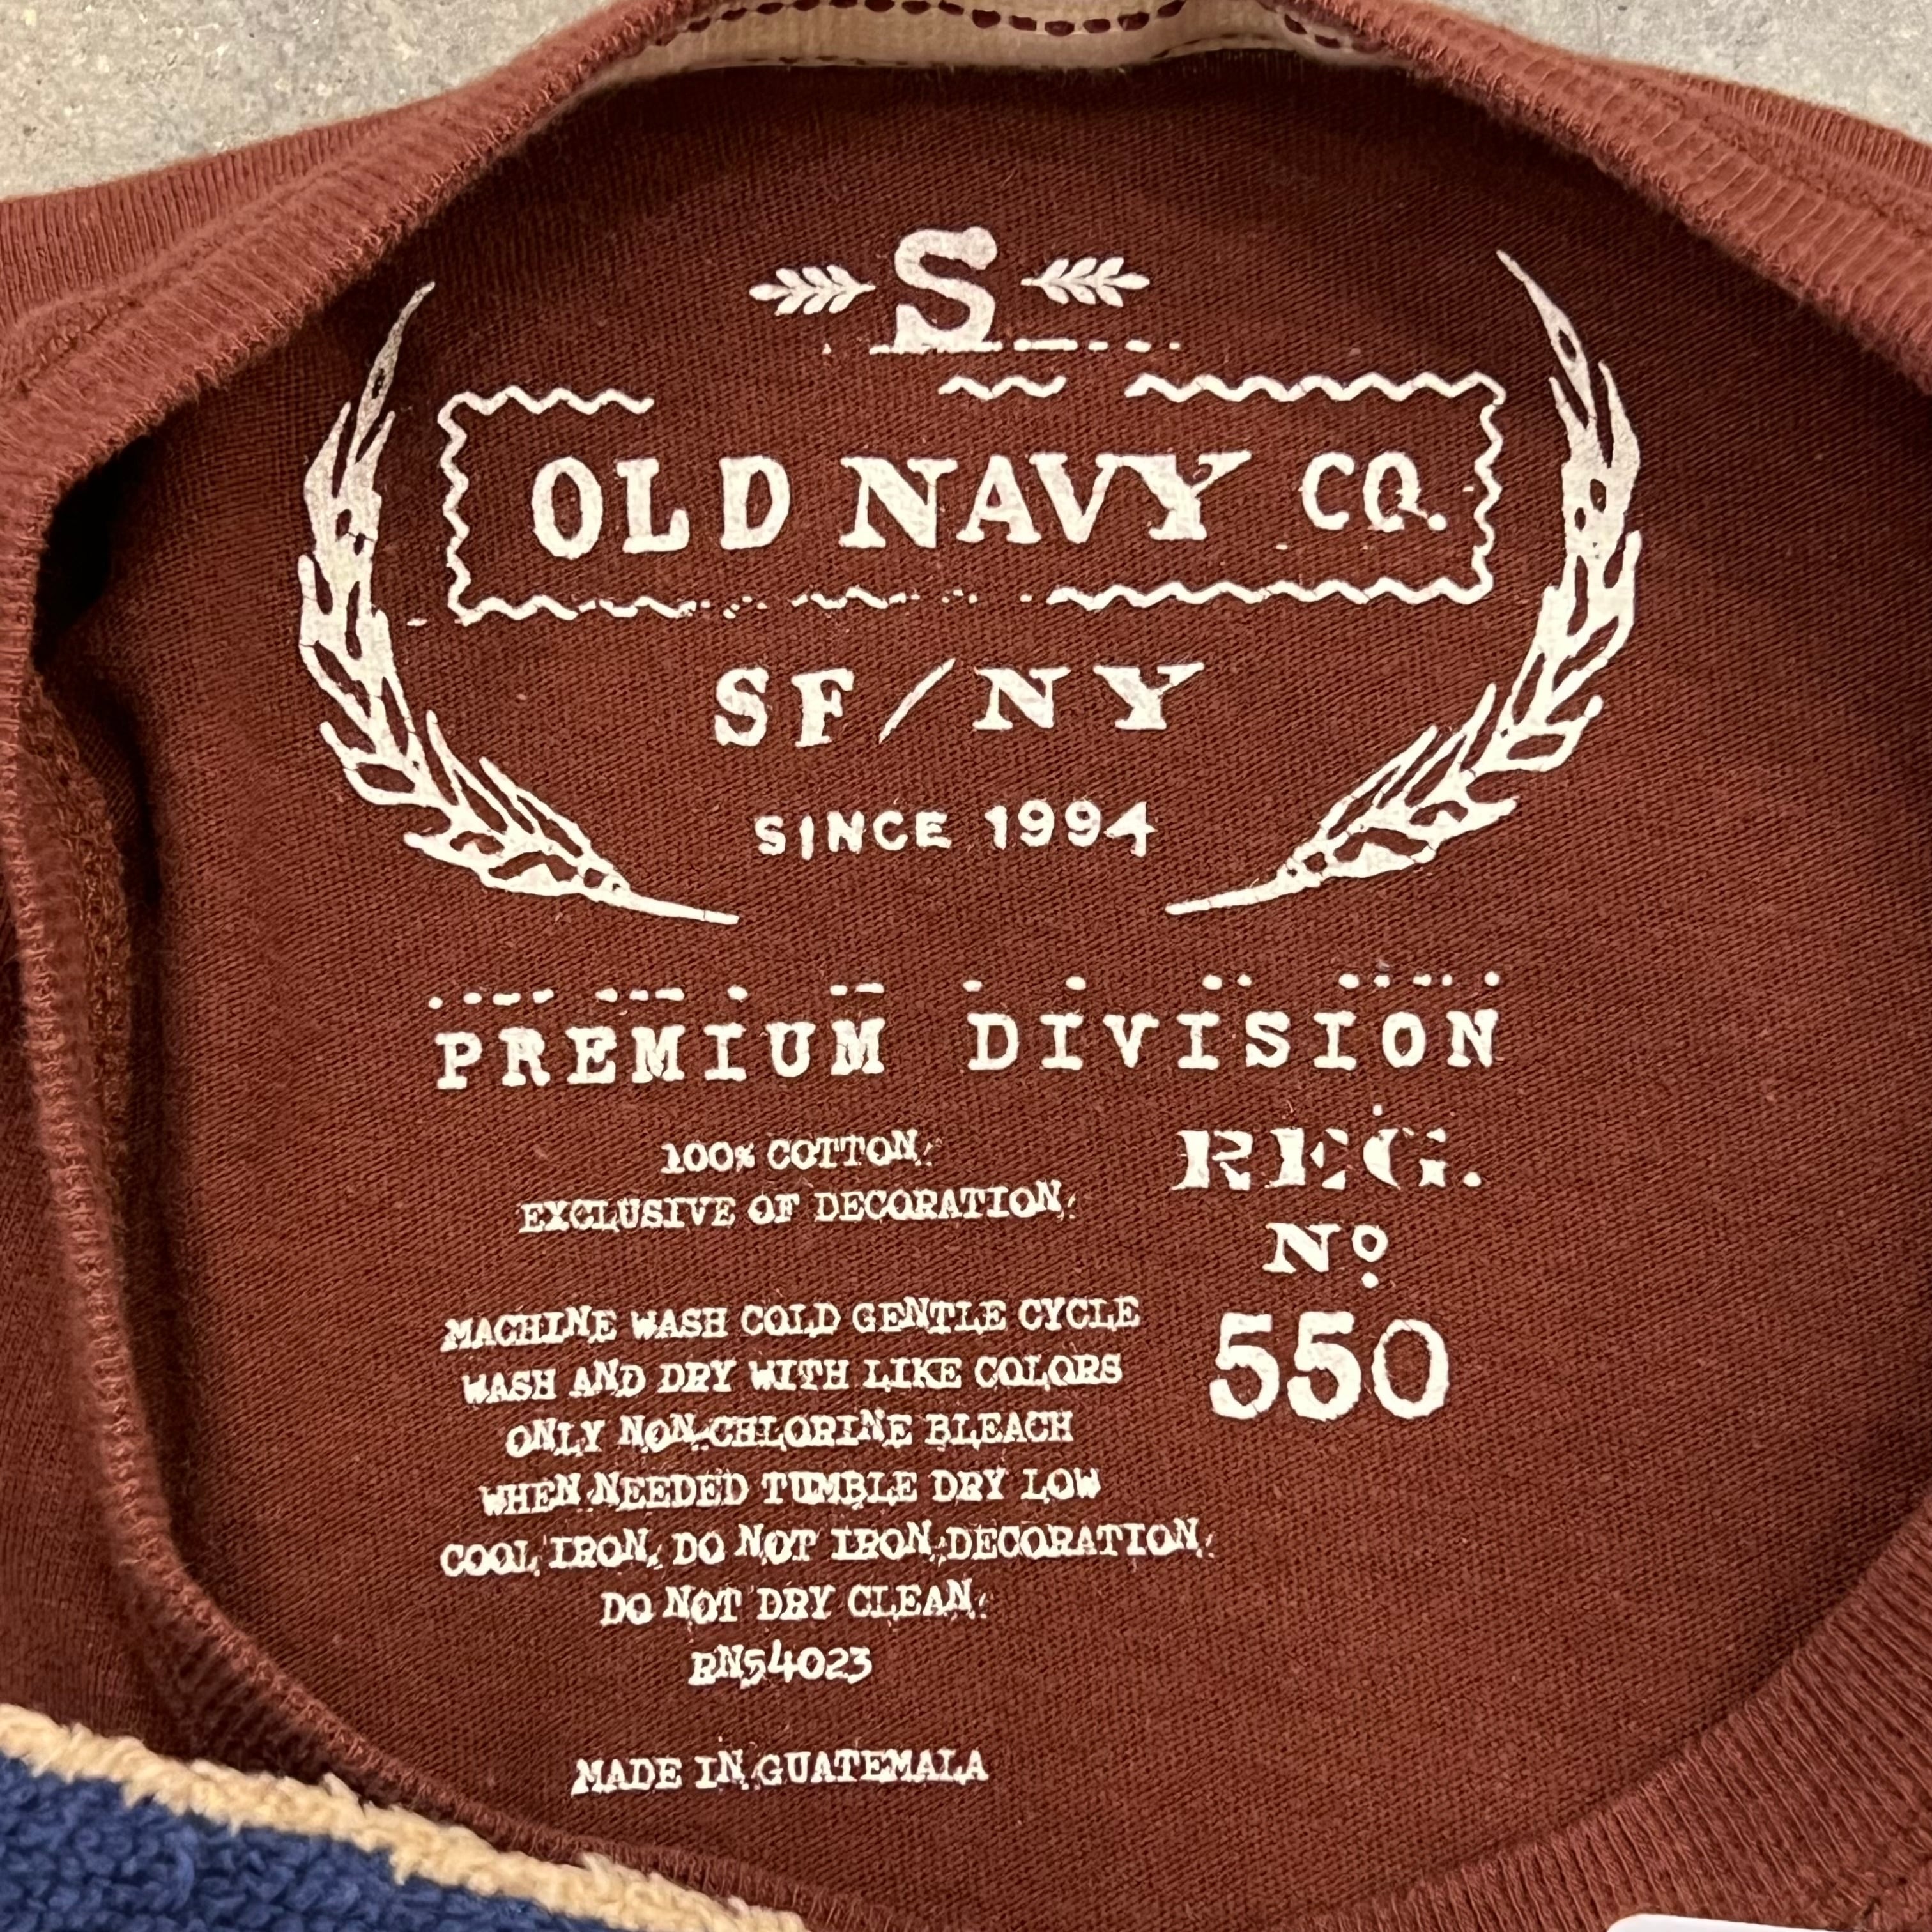 S
OLD NAVY CO.
SF/NY
SINCE 1994
PREMIUM DIVISION
100% COTTON.
EXCLUSIVE OF DECORATION.
REG.
Nº
550
MACHINE WASH COLD GENTLE CYCLE
WASH AND DRY WITH LIKE COLORS
ONLY NON-CHLORINE BLEACH
WHEN NEEDED TUMBLE DRY LOW
COOL IRON. DO NOT IRON DECORATION.
DO NOT DRY CLEAN.
RN54023
MADE IN GUATEMALA